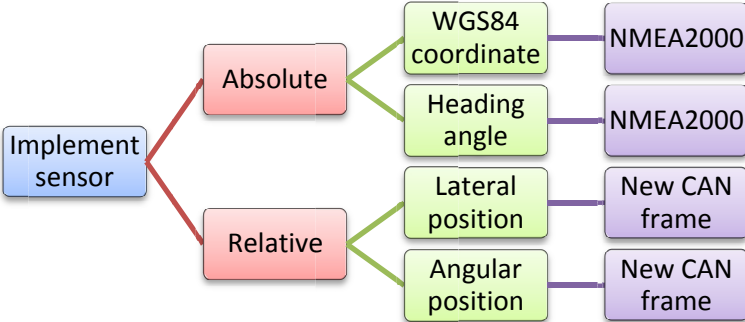 Implement
sensor
Absolute
WGS84
coordinate
NMEA2000
Heading
angle
NMEA2000
Relative
Lateral
position
New CAN
frame
Angular
position
New CAN
frame